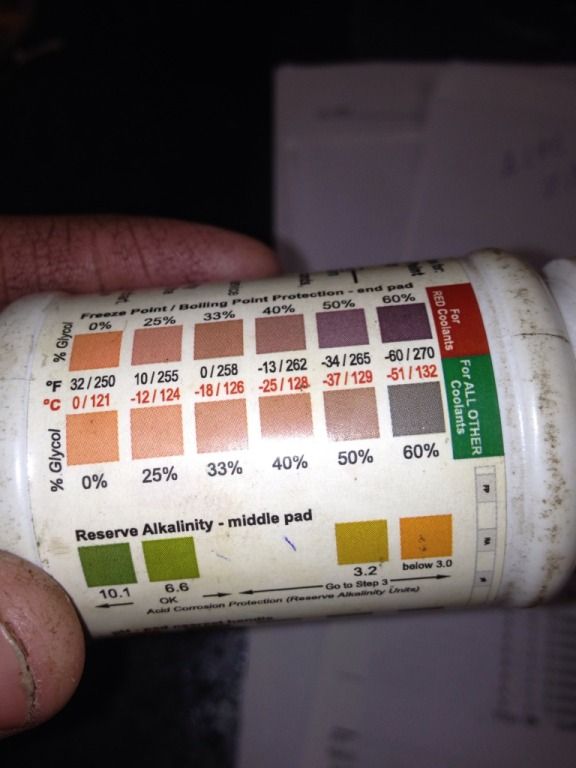 Freeze Point / Boiling Point Protection - end pad
% Glycol
0% 25% 33% 40% 50% 60%
For
RED Coolants
°F 32 / 250 10 / 255 0 / 258 -13 / 262 -34 / 265 -60 / 270
°C 0 / 121 -12 / 124 -18 / 126 -25 / 128 -37 / 129 -51 / 132
For ALL OTHER
Coolants
% Glycol
0% 25% 33% 40% 50% 60%
Reserve Alkalinity - middle pad
10.1 6.6 3.2 below 3.0
OK Go to Step 3
Acid Corrosion Protection (Reserve Alkalinity Units)